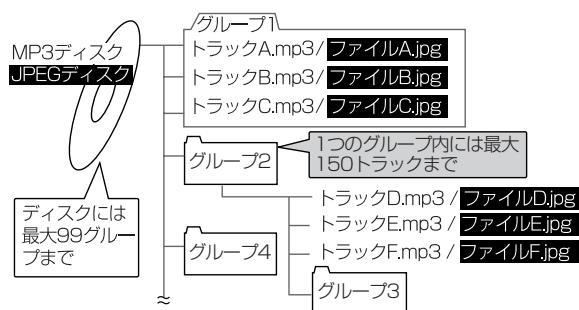 グループ1
MP3ディスク
JPEGディスク
トラックA.mp3/ ファイルA.jpg
トラックB.mp3/ ファイルB.jpg
トラックC.mp3/ ファイルC.jpg
グループ2
1つのグループ内には最大
150トラックまで
トラックD.mp3 / ファイルD.jpg
トラックE.mp3 / ファイルE.jpg
トラックF.mp3 / ファイルF.jpg
ディスクには
最大99グルー
プまで
グループ4
グループ3